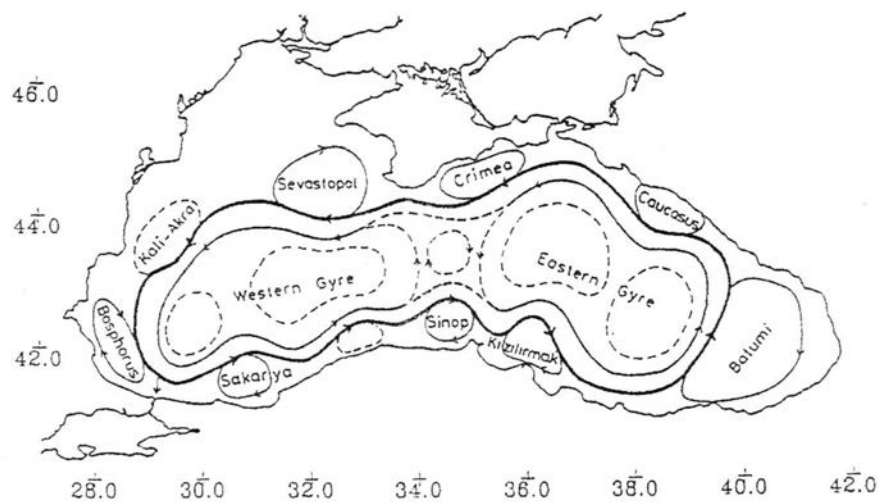 46.0
Crimea
Sevastopol
Caucasus
44.0
Kali-Akra
Eastern
Western Gyre
Gyre
Bosphorus
Sinop
42.0
Kızılırmak
Batumi
Sakarya
28.0 30.0 32.0 34.0 36.0 38.0 40.0 42.0